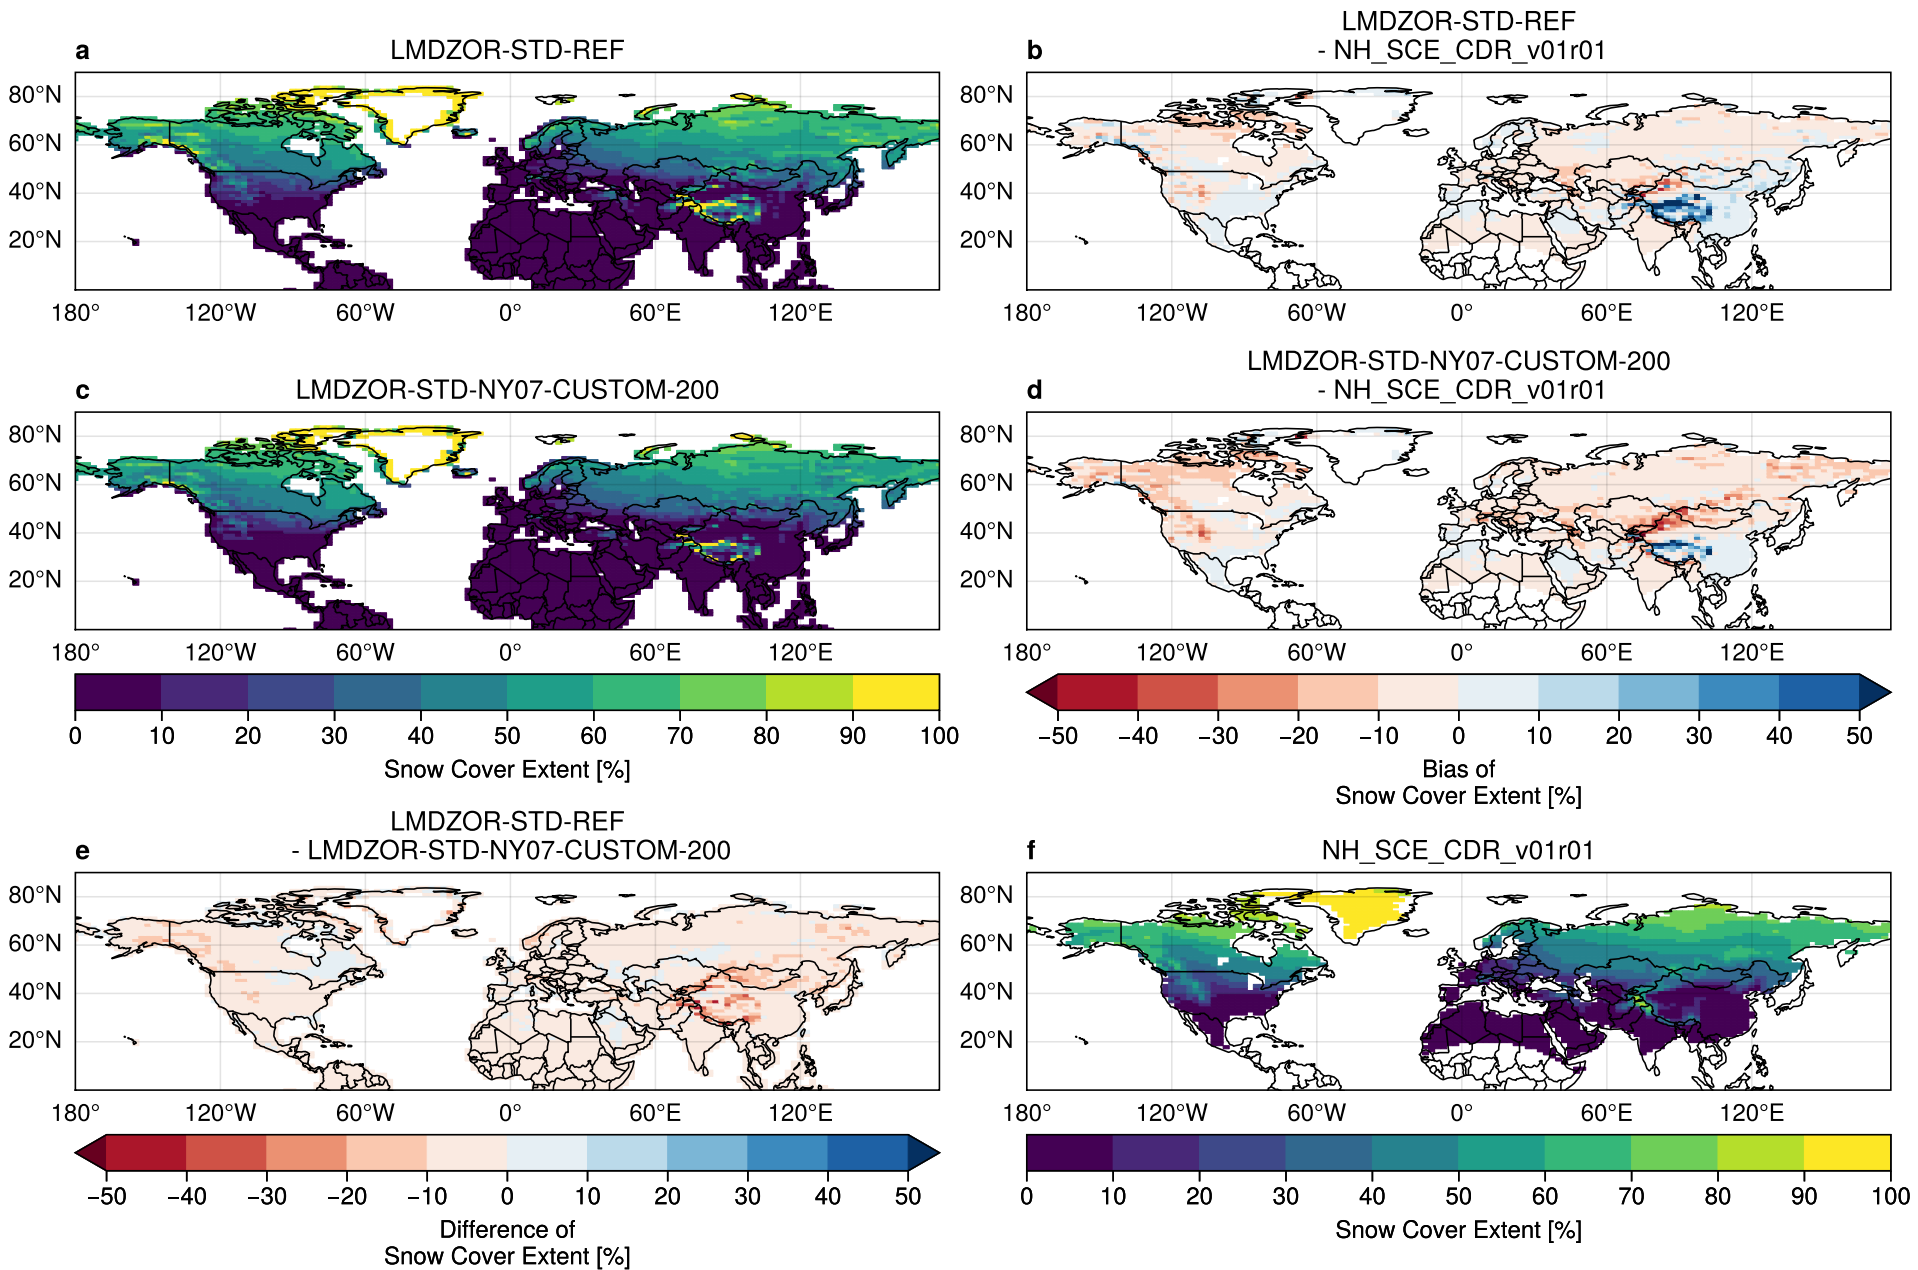 a
LMDZOR-STD-REF
80°N
60°N
40°N
20°N
180°
120°W
60°W
0°
60°E
120°E
b
LMDZOR-STD-REF
- NH_SCE_CDR_v01r01
80°N
60°N
40°N
20°N
180°
120°W
60°W
0°
60°E
120°E
c
LMDZOR-STD-NY07-CUSTOM-200
80°N
60°N
40°N
20°N
180°
120°W
60°W
0°
60°E
120°E
0 10 20 30 40 50 60 70 80 90 100
Snow Cover Extent [%]
d
LMDZOR-STD-NY07-CUSTOM-200
- NH_SCE_CDR_v01r01
80°N
60°N
40°N
20°N
180°
120°W
60°W
0°
60°E
120°E
−50 −40 −30 −20 −10 0 10 20 30 40 50
Bias of
Snow Cover Extent [%]
e
LMDZOR-STD-REF
- LMDZOR-STD-NY07-CUSTOM-200
80°N
60°N
40°N
20°N
180°
120°W
60°W
0°
60°E
120°E
−50 −40 −30 −20 −10 0 10 20 30 40 50
Difference of
Snow Cover Extent [%]
f
NH_SCE_CDR_v01r01
80°N
60°N
40°N
20°N
180°
120°W
60°W
0°
60°E
120°E
0 10 20 30 40 50 60 70 80 90 100
Snow Cover Extent [%]